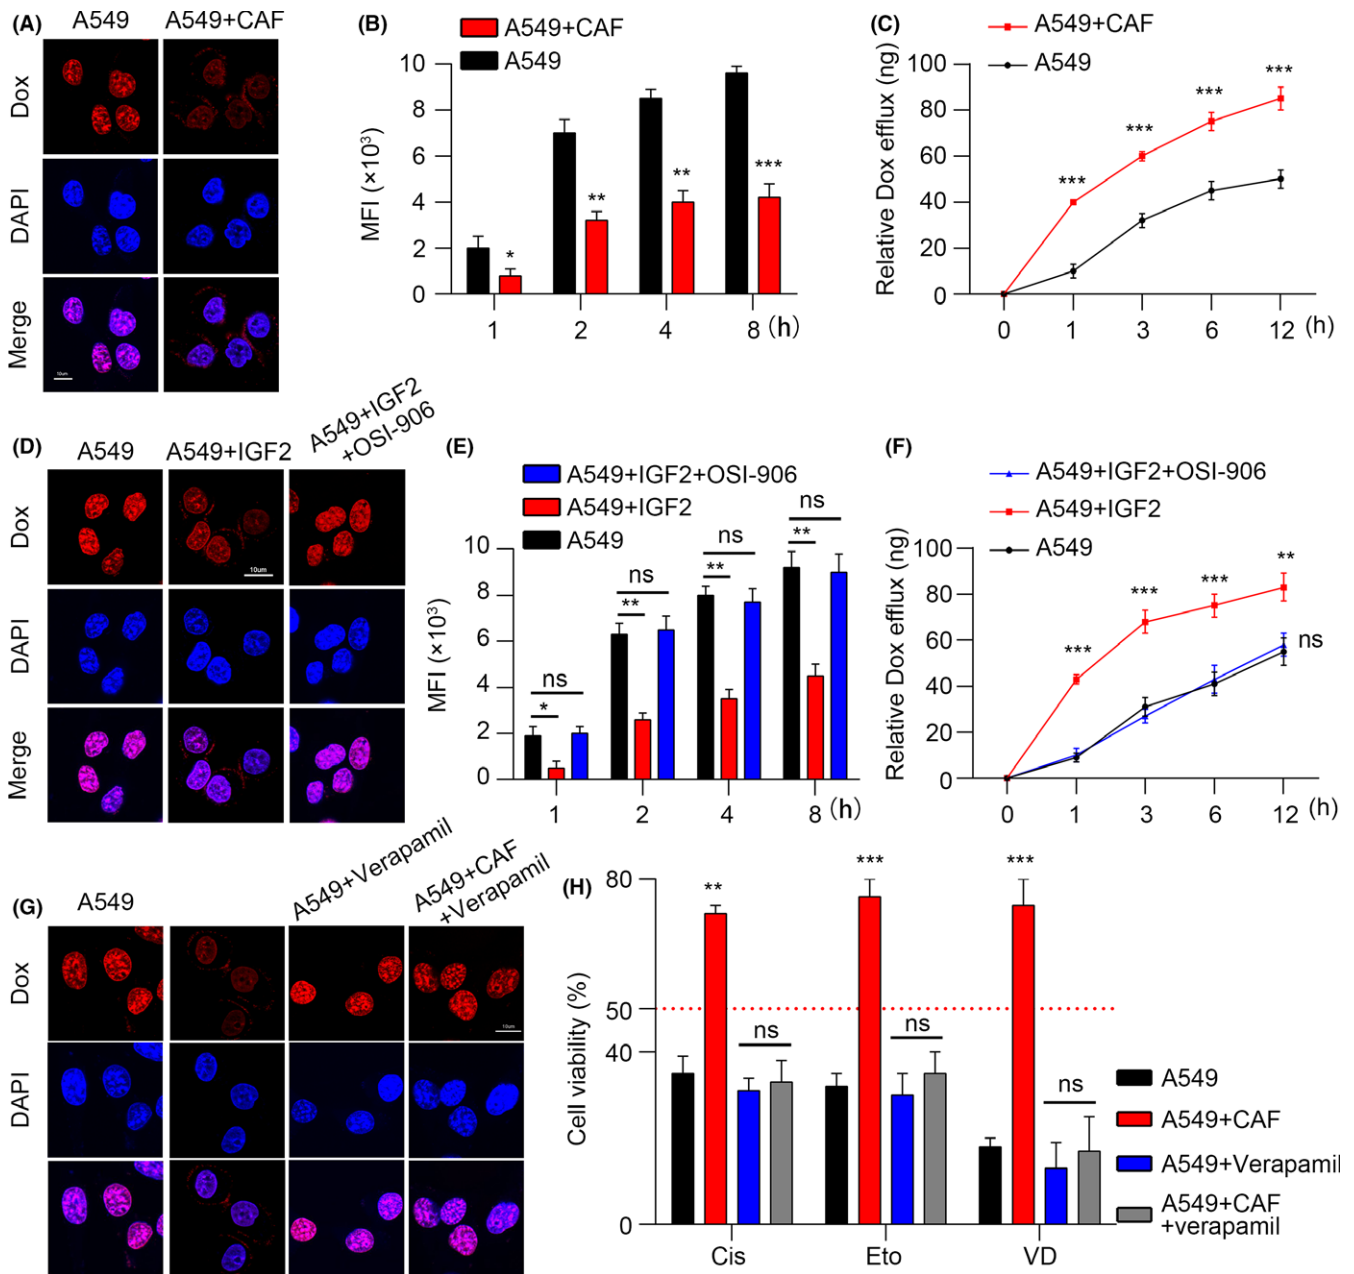 (A)
A549
A549+CAF
Dox
DAPI
Merge
10um
(B)
A549+CAF
A549
MFI (×10³)
10
8
6
4
2
0
*
**
**
***
1
2
4
8
(h)
(C)
A549+CAF
A549
Relative Dox efflux (ng)
100
80
60
40
20
0
***
***
***
***
0
1
3
6
12
(h)
(D)
A549
A549+IGF2
A549+IGF2
+OSI-906
Dox
DAPI
Merge
10um
(E)
A549+IGF2+OSI-906
A549+IGF2
A549
MFI (×10³)
10
8
6
4
2
0
ns
*
ns
**
ns
**
ns
**
1
2
4
8
(h)
(F)
A549+IGF2+OSI-906
A549+IGF2
A549
Relative Dox efflux (ng)
100
80
60
40
20
0
***
***
***
**
ns
0
1
3
6
12
(h)
(G)
A549
A549+Verapamil
A549+CAF
+Verapamil
Dox
DAPI
10um
(H)
Cell viability (%)
80
50
40
0
**
***
***
ns
ns
ns
Cis
Eto
VD
A549
A549+CAF
A549+Verapamil
A549+CAF
+verapamil